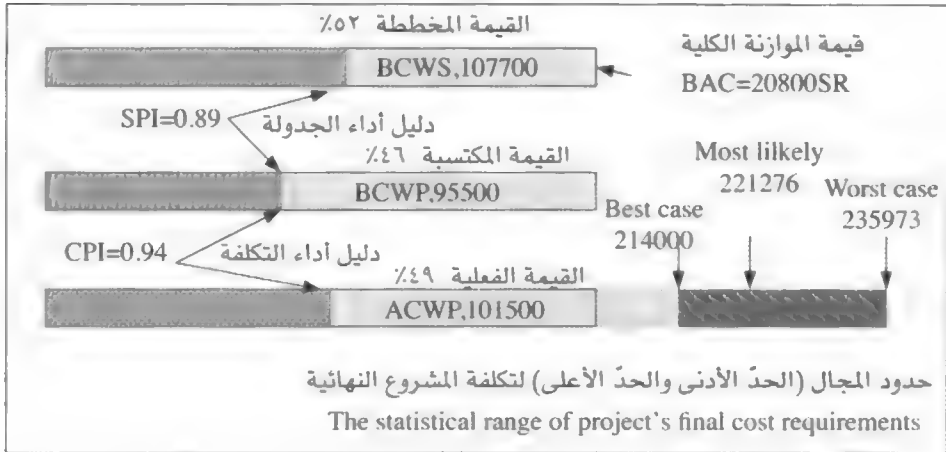 القيمة المخططة ٥٢٪
BCWS,107700
قيمة الموازنة الكلية
BAC=20800SR
SPI=0.89
دليل أداء الجدولة
القيمة المكتسبة ٤٦٪
BCWP,95500
Most lilkely
221276
Worst case
235973
Best case
214000
CPI=0.94
دليل أداء التكلفة
القيمة الفعلية ٤٩٪
ACWP,101500
حدود المجال (الحدّ الأدنى والحدّ الأعلى) لتكلفة المشروع النهائية
The statistical range of project's final cost requirements